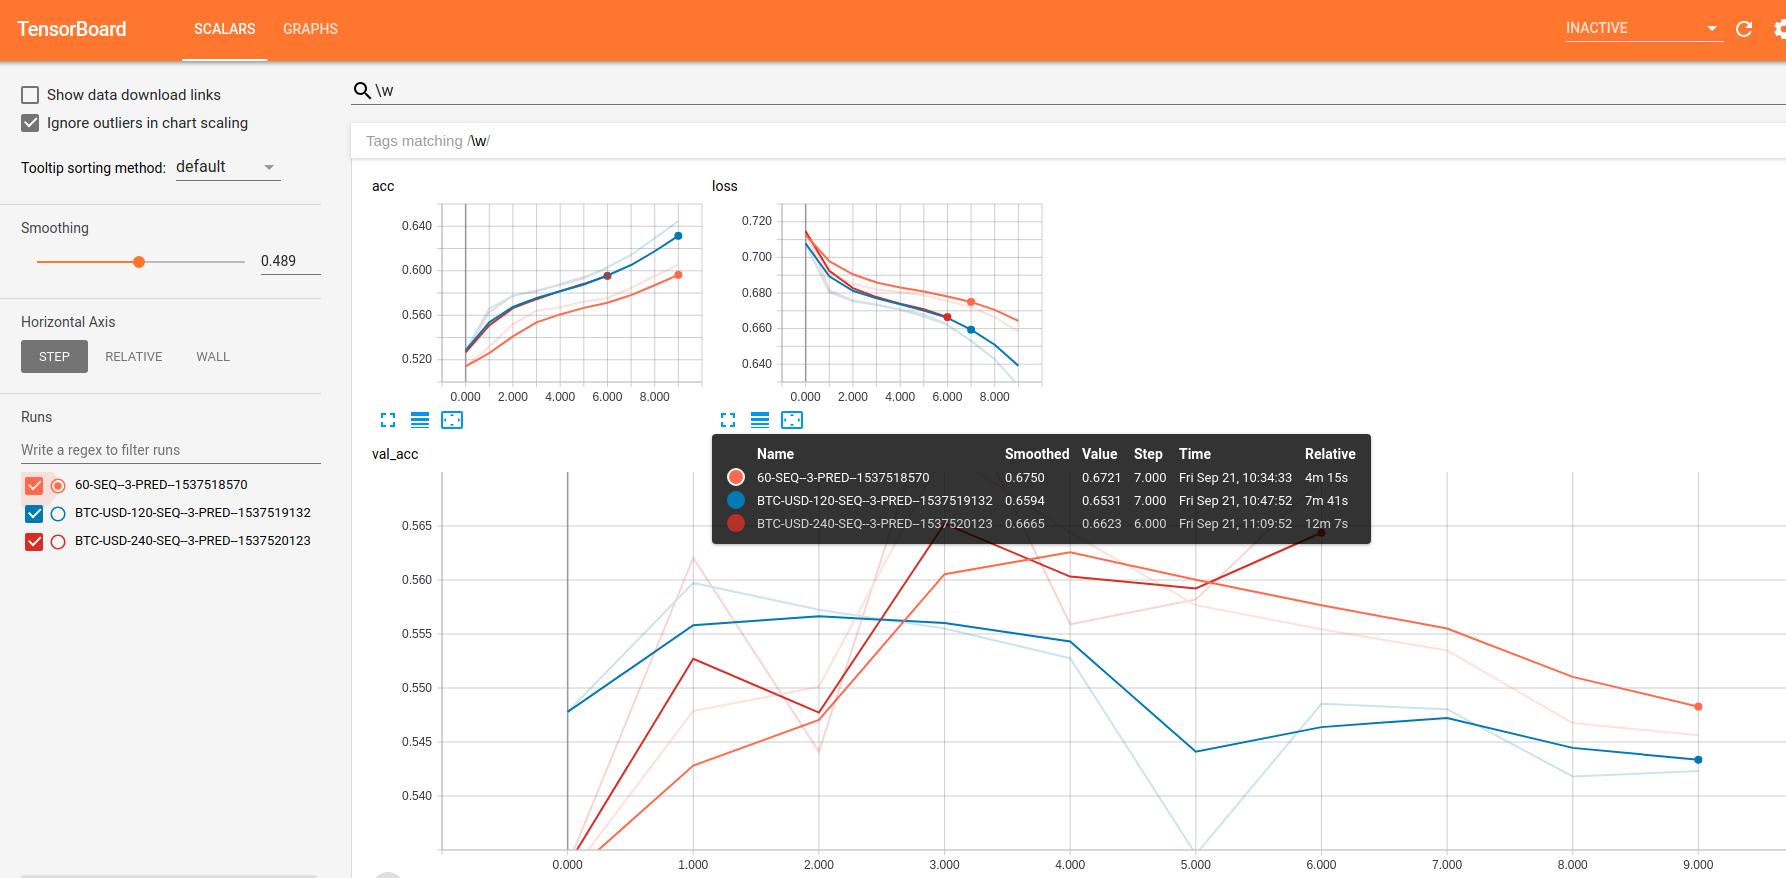 TensorBoard SCALARS GRAPHS INACTIVE
Show data download links
Ignore outliers in chart scaling
Tooltip sorting method: default
Smoothing
0.489
Horizontal Axis
STEP RELATIVE WALL
Runs
Write a regex to filter runs
60-SEQ--3-PRED--1537518570
BTC-USD-120-SEQ--3-PRED--1537519132
BTC-USD-240-SEQ--3-PRED--1537520123
\w
Tags matching /\w/
acc
0.640
0.600
0.560
0.520
0.000 2.000 4.000 6.000 8.000
loss
0.720
0.700
0.680
0.660
0.640
0.000 2.000 4.000 6.000 8.000
Name Smoothed Value Step Time Relative
60-SEQ--3-PRED--1537518570 0.6750 0.6721 7.000 Fri Sep 21, 10:34:33 4m 15s
BTC-USD-120-SEQ--3-PRED--1537519132 0.6594 0.6531 7.000 Fri Sep 21, 10:47:52 7m 41s
BTC-USD-240-SEQ--3-PRED--1537520123 0.6665 0.6623 6.000 Fri Sep 21, 11:09:52 12m 7s
val_acc
0.565
0.560
0.555
0.550
0.545
0.540
0.000 1.000 2.000 3.000 4.000 5.000 6.000 7.000 8.000 9.000